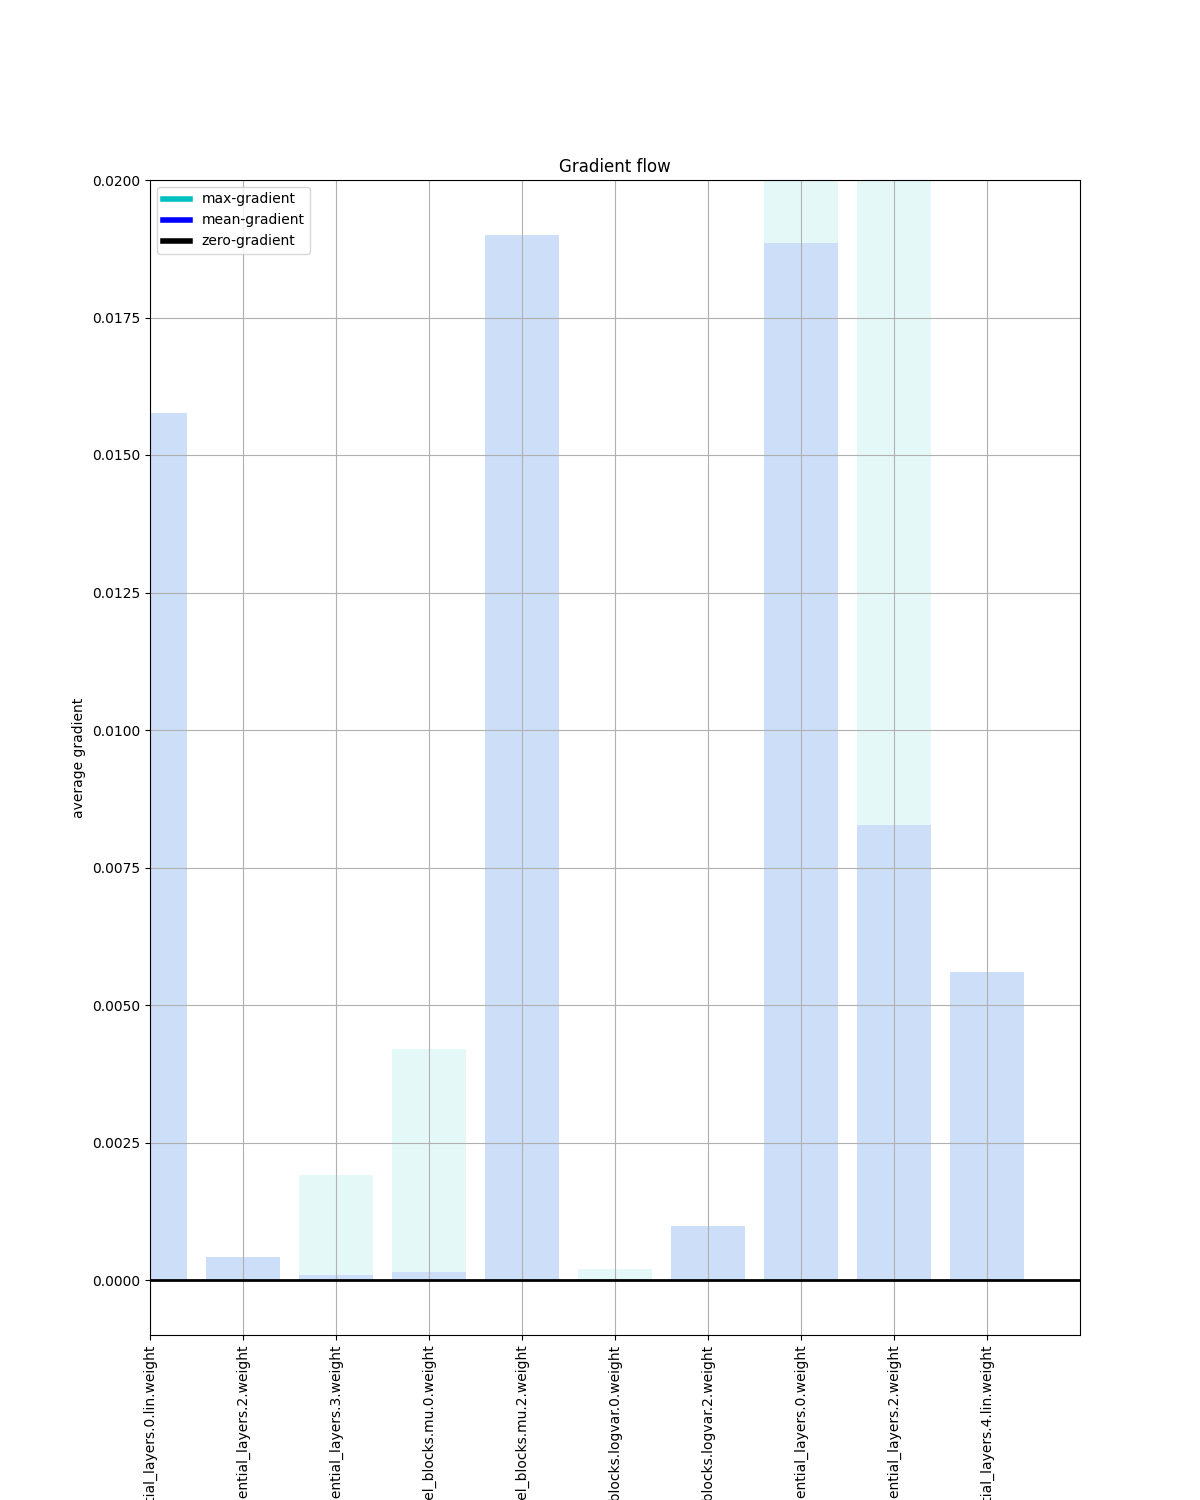 Gradient flow
max-gradient
mean-gradient
zero-gradient
0.0200
0.0175
0.0150
0.0125
0.0100
0.0075
0.0050
0.0025
0.0000
average gradient
tial_layers.0.lin.weight
ential_layers.2.weight
ential_layers.3.weight
el_blocks.mu.0.weight
el_blocks.mu.2.weight
blocks.logvar.0.weight
blocks.logvar.2.weight
ential_layers.0.weight
ential_layers.2.weight
tial_layers.4.lin.weight